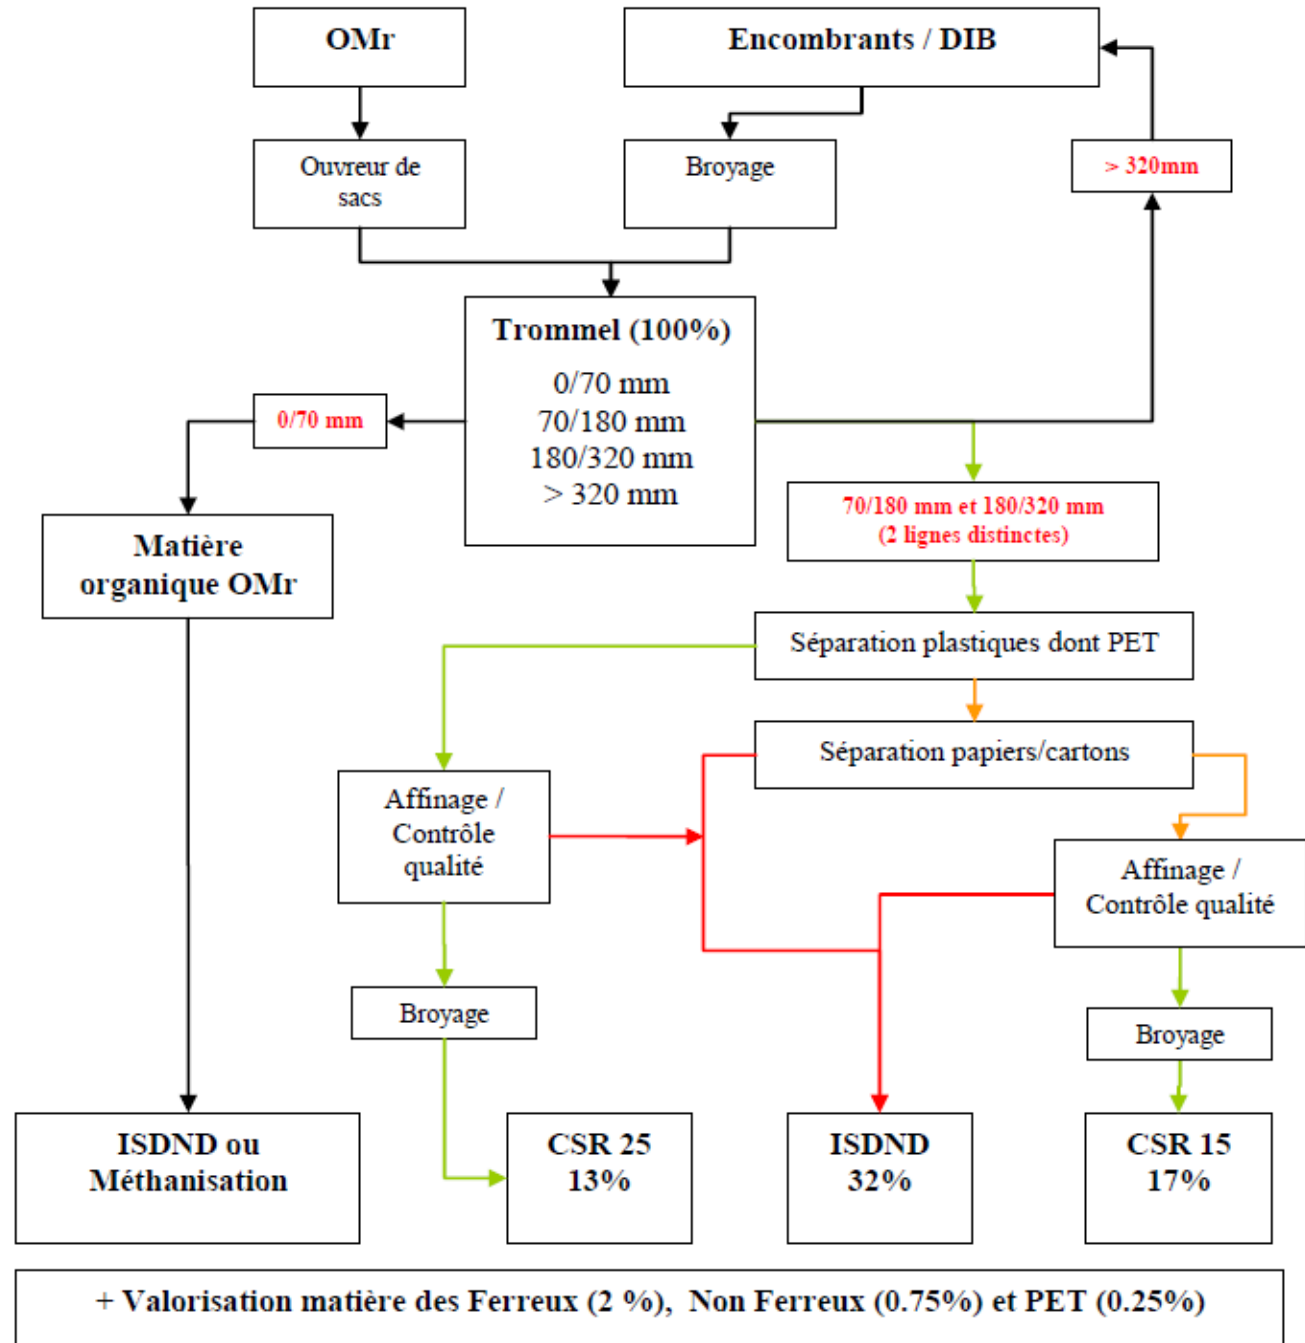 OMr
Encombrants / DIB
Ouvreur de
sacs
Broyage
> 320mm
Trommel (100%)
0/70 mm
70/180 mm
180/320 mm
> 320 mm
0/70 mm
70/180 mm et 180/320 mm
(2 lignes distinctes)
Matière
organique OMr
Séparation plastiques dont PET
Séparation papiers/cartons
Affinage /
Contrôle
qualité
Affinage /
Contrôle qualité
Broyage
Broyage
ISDND ou
Méthanisation
CSR 25
13%
ISDND
32%
CSR 15
17%
+ Valorisation matière des Ferreux (2 %), Non Ferreux (0.75%) et PET (0.25%)